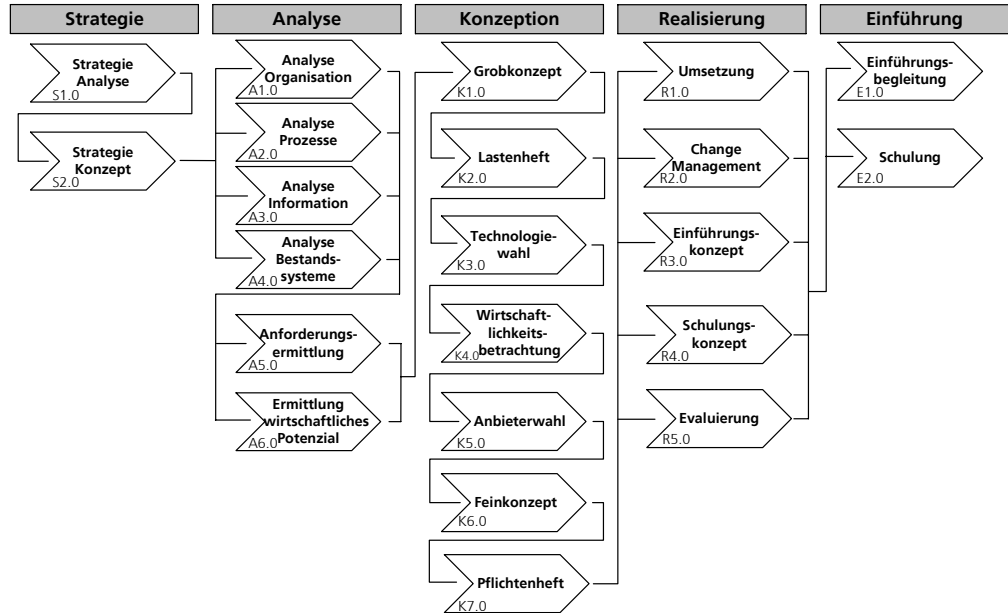 Strategie
Analyse
Konzeption
Realisierung
Einführung
Strategie
Analyse
S1.0
Strategie
Konzept
S2.0
Analyse
Organisation
A1.0
Analyse
Prozesse
A2.0
Analyse
Information
A3.0
Analyse
Bestands-
systeme
A4.0
Anforderungs-
ermittlung
A5.0
Ermittlung
wirtschaftliches
Potenzial
A6.0
Grobkonzept
K1.0
Lastenheft
K2.0
Technologie-
wahl
K3.0
Wirtschaft-
lichkeits-
betrachtung
K4.0
Anbieterwahl
K5.0
Feinkonzept
K6.0
Pflichtenheft
K7.0
Umsetzung
R1.0
Change
Management
R2.0
Einführungs-
konzept
R3.0
Schulungs-
konzept
R4.0
Evaluierung
R5.0
Einführungs-
begleitung
E1.0
Schulung
E2.0